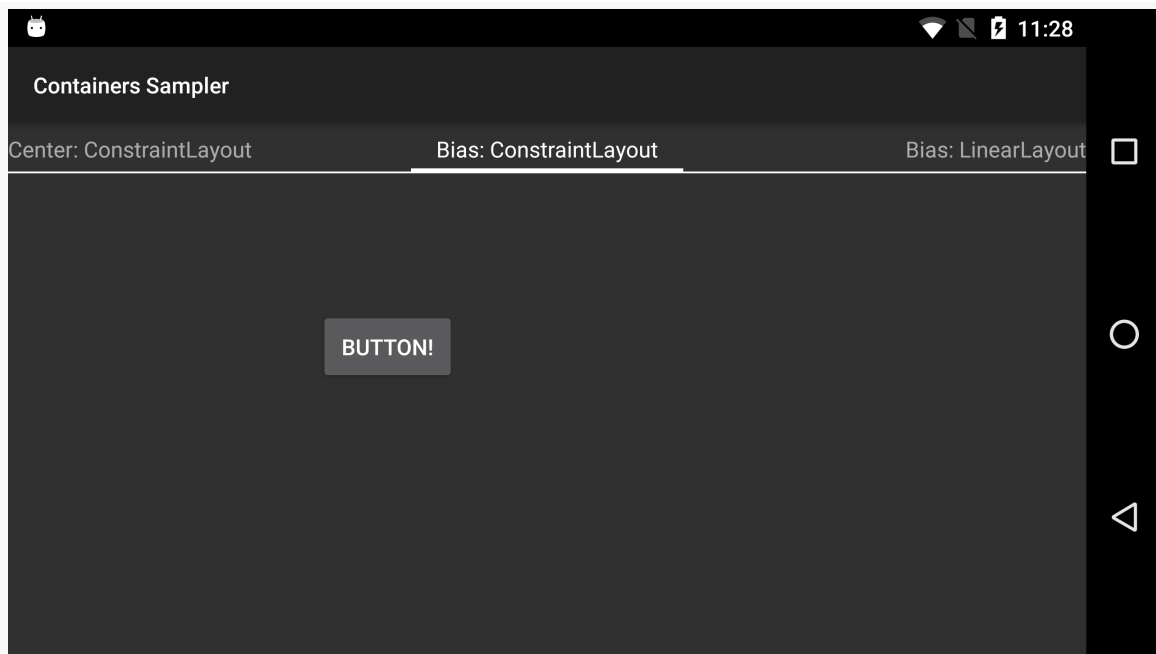 11:28
Containers Sampler
Center: ConstraintLayout
Bias: ConstraintLayout
Bias: LinearLayout
BUTTON!